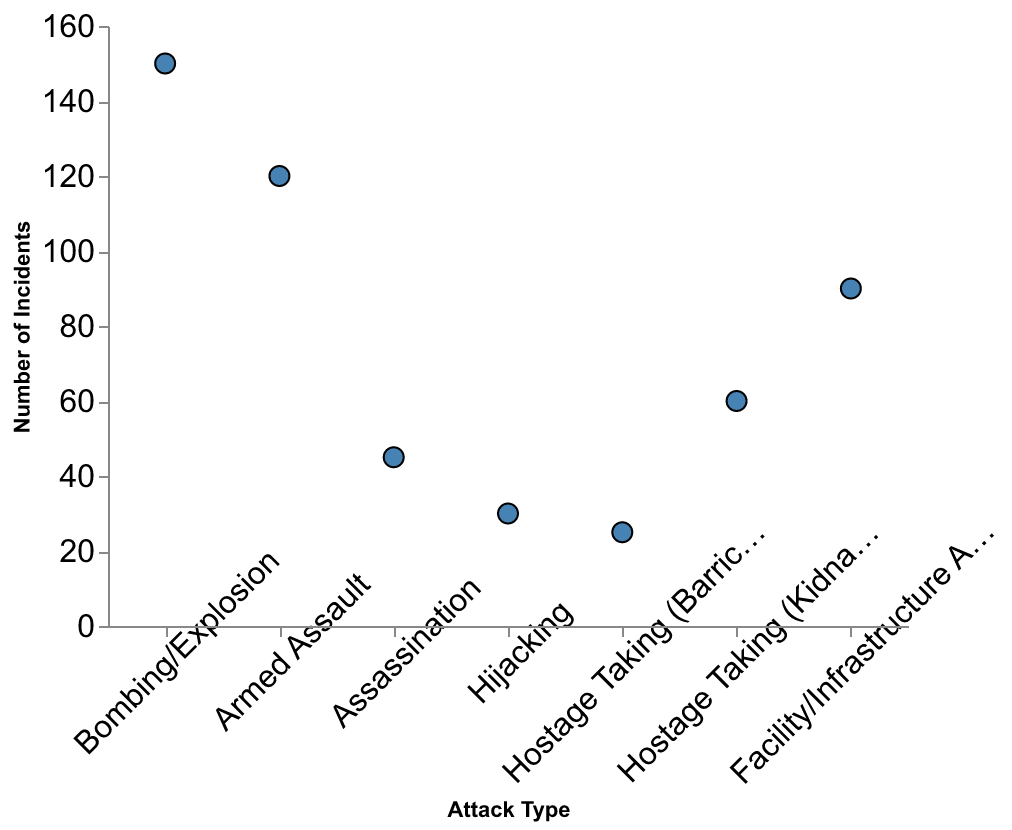 160
140
120
100
80
60
40
20
0
Number of Incidents
Bombing/Explosion
Armed Assault
Assassination
Hijacking
Hostage Taking (Barric…
Hostage Taking (Kidna…
Facility/Infrastructure A…
Attack Type